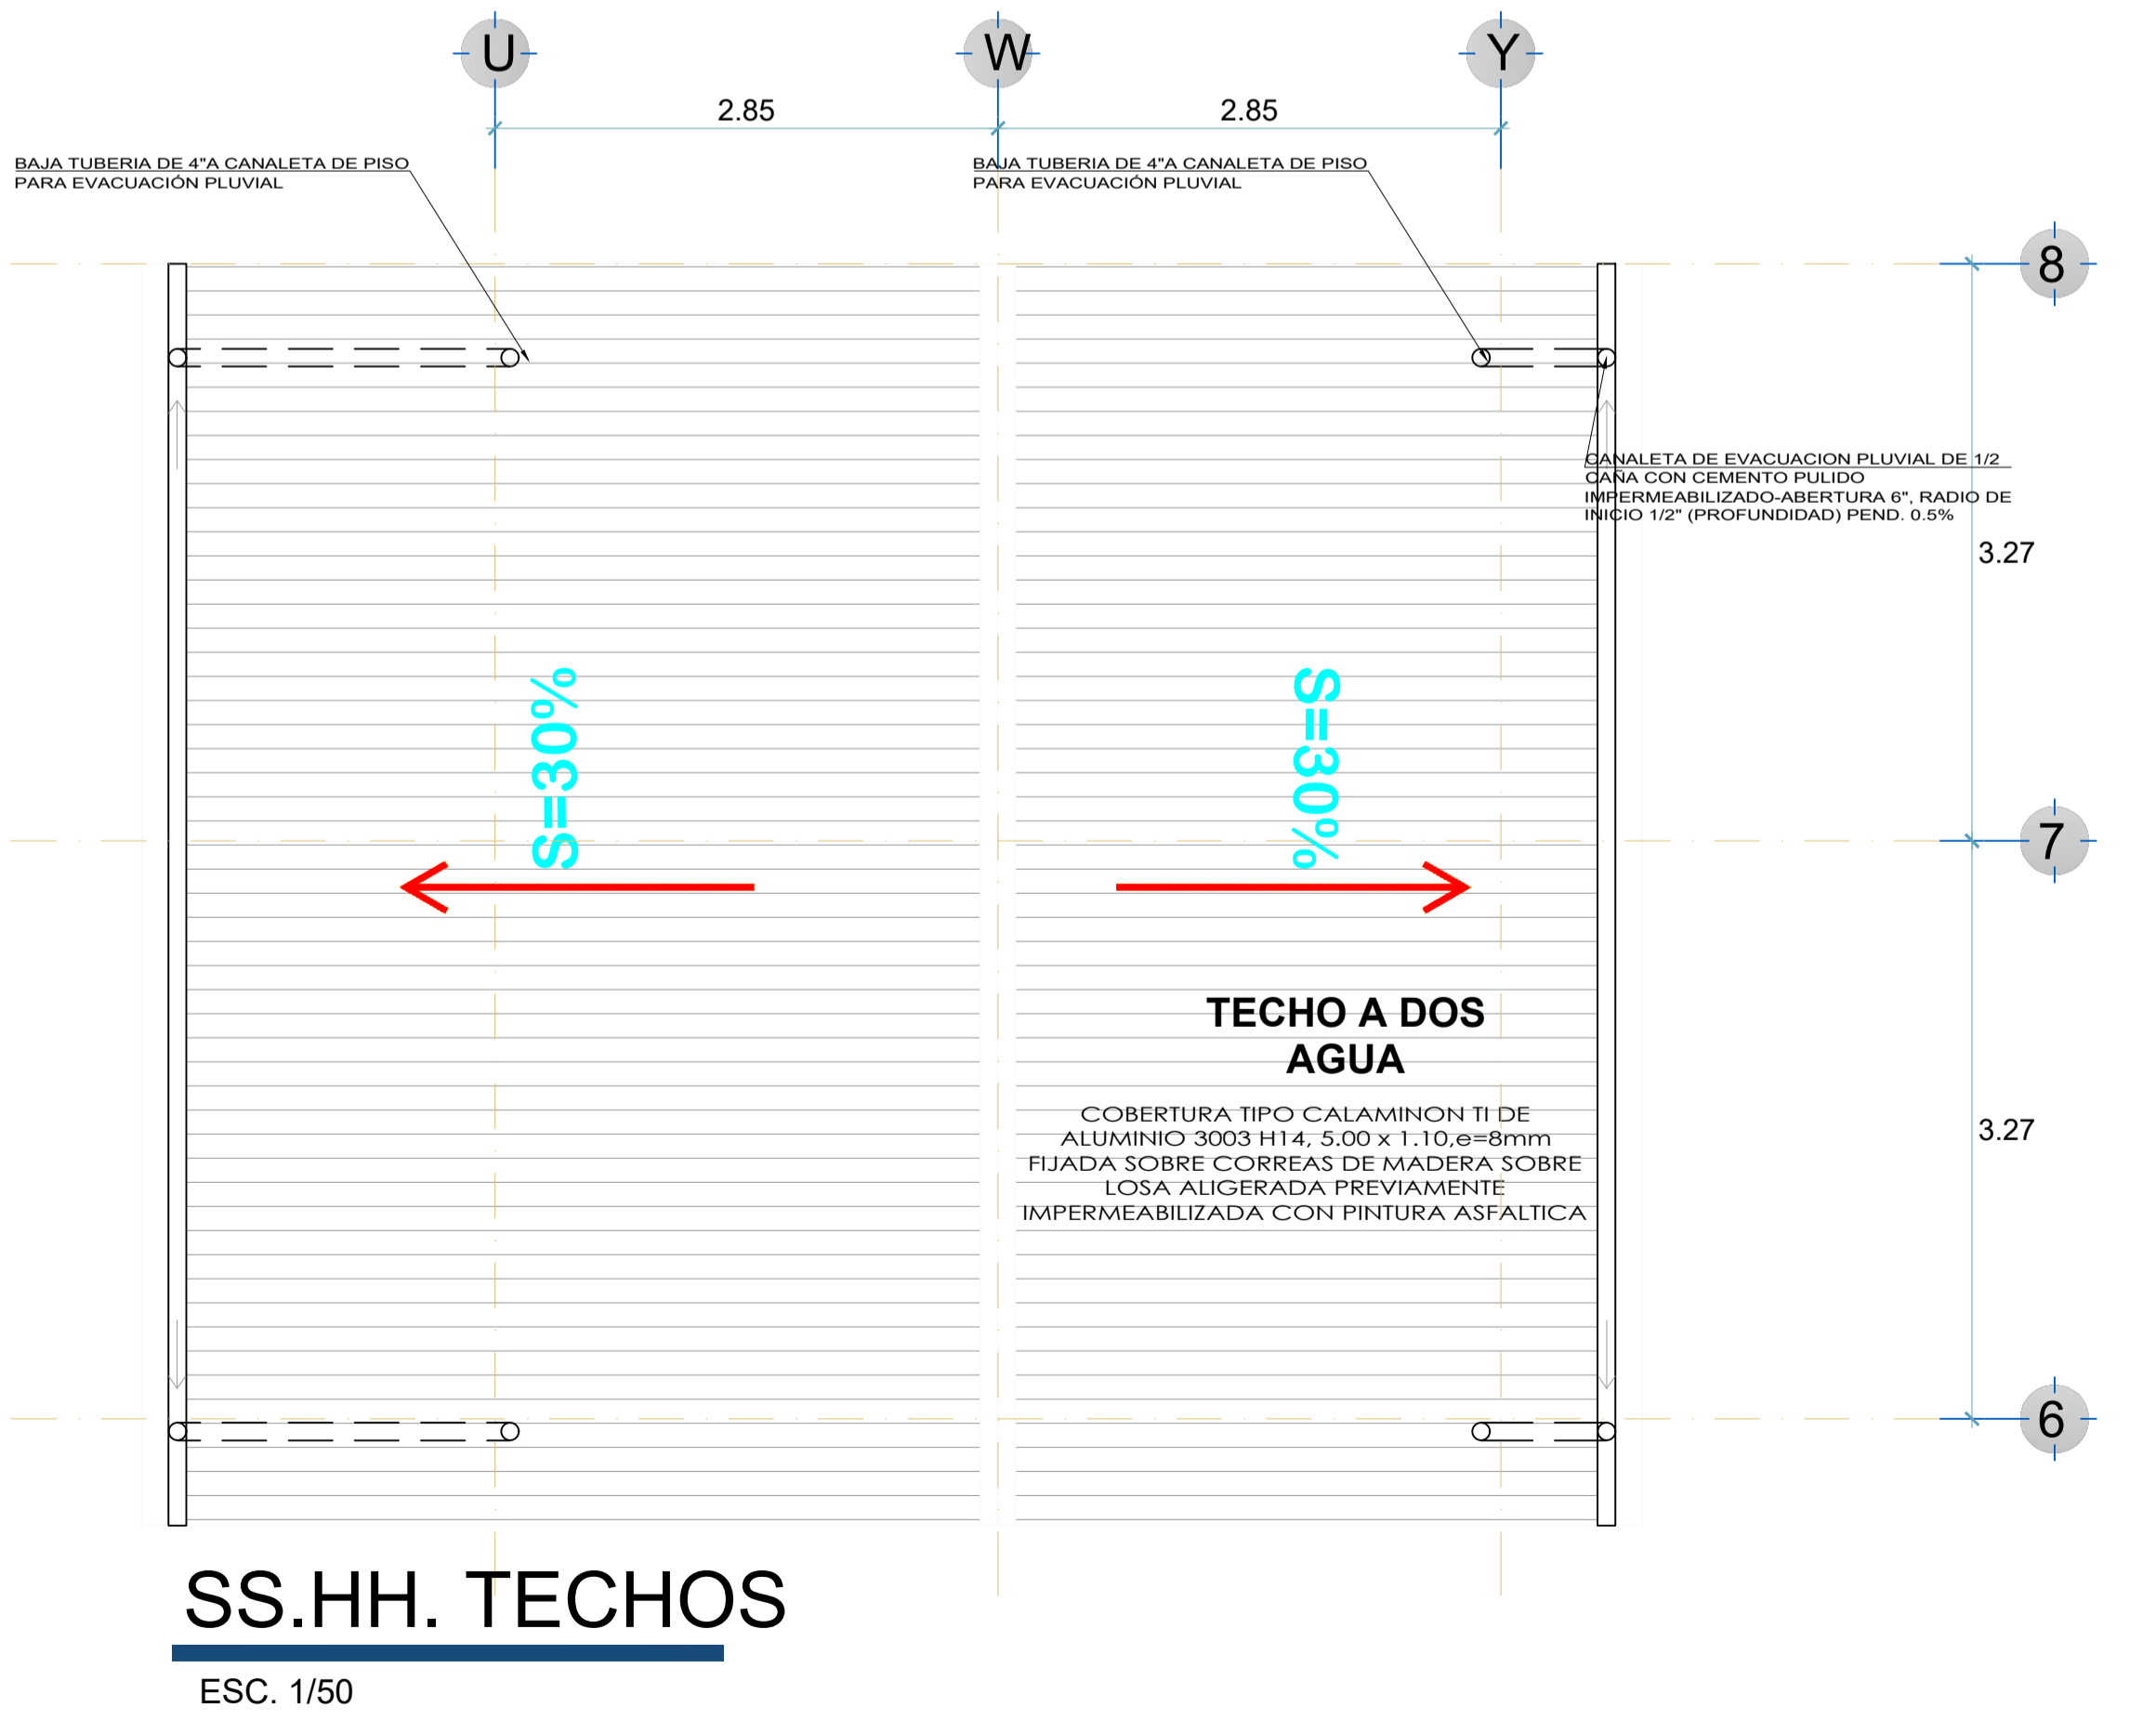 U
W
Y
2.85
2.85
BAJA TUBERIA DE 4"A CANALETA DE PISO
PARA EVACUACIÓN PLUVIAL
BAJA TUBERIA DE 4"A CANALETA DE PISO
PARA EVACUACIÓN PLUVIAL
8
CANALETA DE EVACUACION PLUVIAL DE 1/2
CAÑA CON CEMENTO PULIDO
IMPERMEABILIZADO-ABERTURA 6", RADIO DE
INICIO 1/2" (PROFUNDIDAD) PEND. 0.5%
3.27
S=30%
S=30%
7
TECHO A DOS
AGUA
COBERTURA TIPO CALAMINON TI DE
ALUMINIO 3003 H14, 5.00 x 1.10,e=8mm
FIJADA SOBRE CORREAS DE MADERA SOBRE
LOSA ALIGERADA PREVIAMENTE
IMPERMEABILIZADA CON PINTURA ASFALTICA
3.27
6
SS.HH. TECHOS
ESC. 1/50